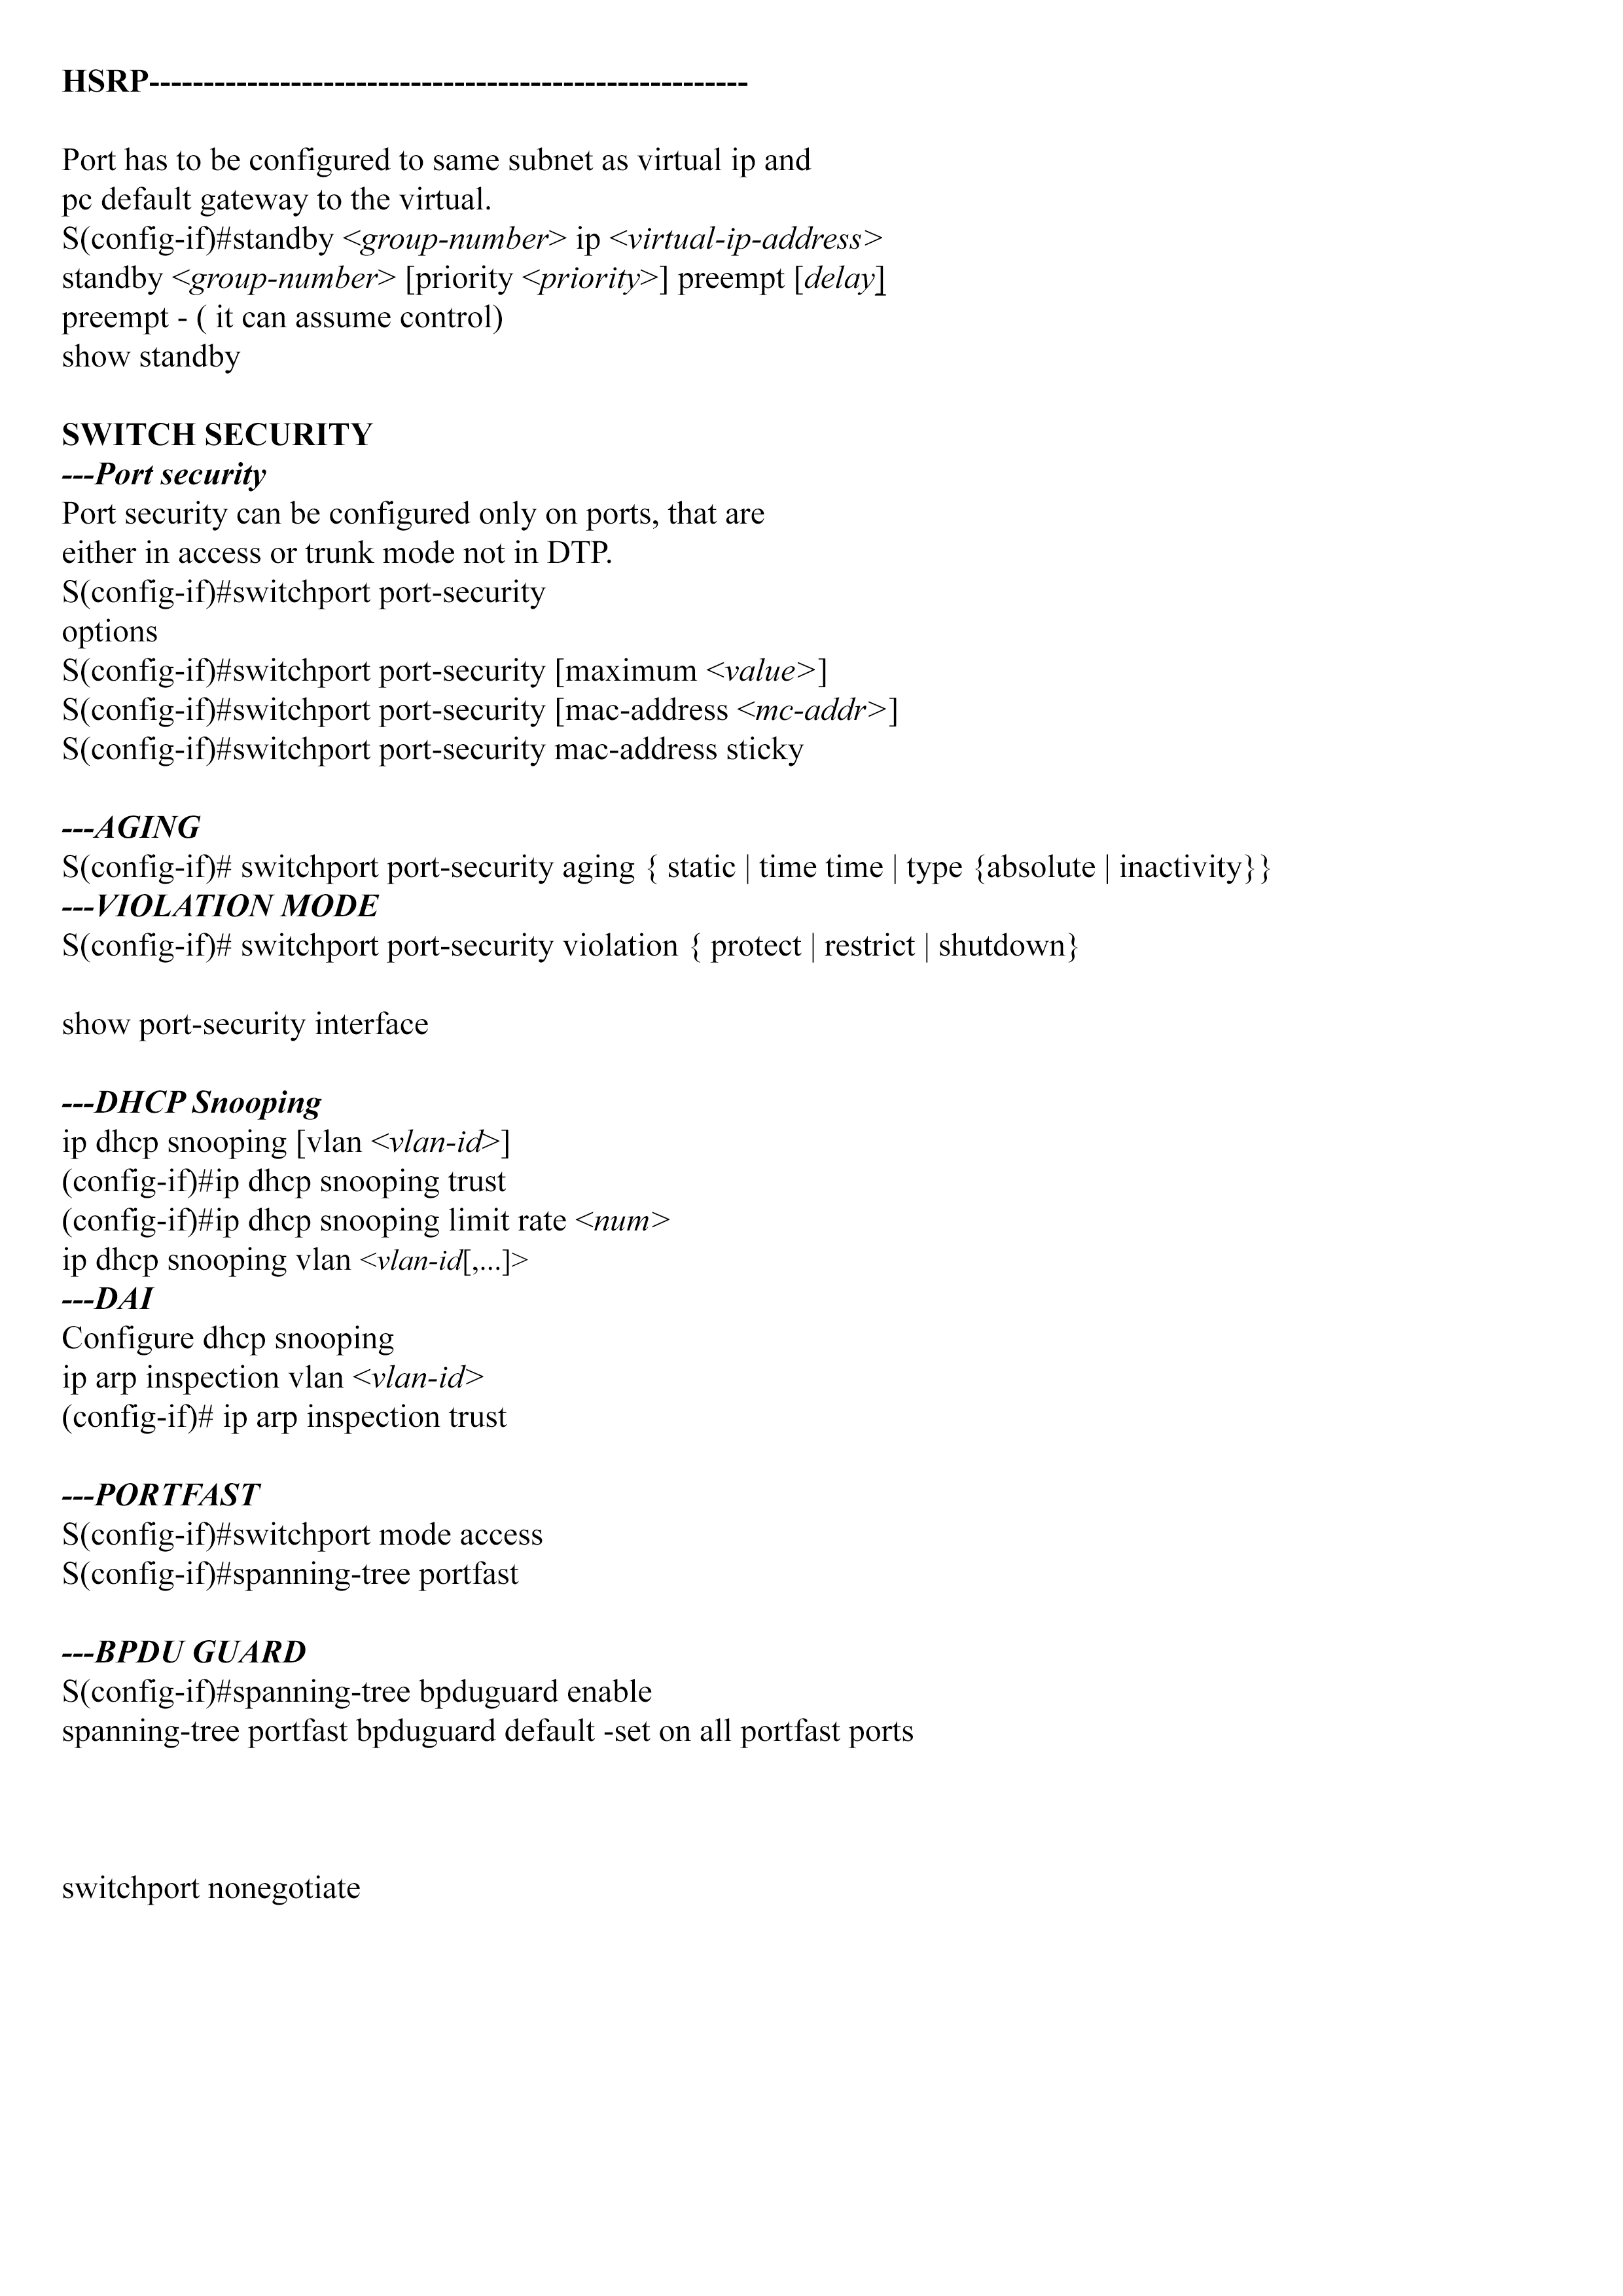 HSRP-------------------------------------------------------
Port has to be configured to same subnet as virtual ip and
pc default gateway to the virtual.
S(config-if)#standby <group-number> ip <virtual-ip-address>
standby <group-number> [priority <priority>] preempt [delay]
preempt - ( it can assume control)
show standby
SWITCH SECURITY
---Port security
Port security can be configured only on ports, that are
either in access or trunk mode not in DTP.
S(config-if)#switchport port-security
options
S(config-if)#switchport port-security [maximum <value>]
S(config-if)#switchport port-security [mac-address <mc-addr>]
S(config-if)#switchport port-security mac-address sticky
---AGING
S(config-if)# switchport port-security aging { static | time time | type {absolute | inactivity}}
---VIOLATION MODE
S(config-if)# switchport port-security violation { protect | restrict | shutdown}
show port-security interface
---DHCP Snooping
ip dhcp snooping [vlan <vlan-id>]
(config-if)#ip dhcp snooping trust
(config-if)#ip dhcp snooping limit rate <num>
ip dhcp snooping vlan <vlan-id[,...]>
---DAI
Configure dhcp snooping
ip arp inspection vlan <vlan-id>
(config-if)# ip arp inspection trust
---PORTFAST
S(config-if)#switchport mode access
S(config-if)#spanning-tree portfast
---BPDU GUARD
S(config-if)#spanning-tree bpduguard enable
spanning-tree portfast bpduguard default -set on all portfast ports
switchport nonegotiate